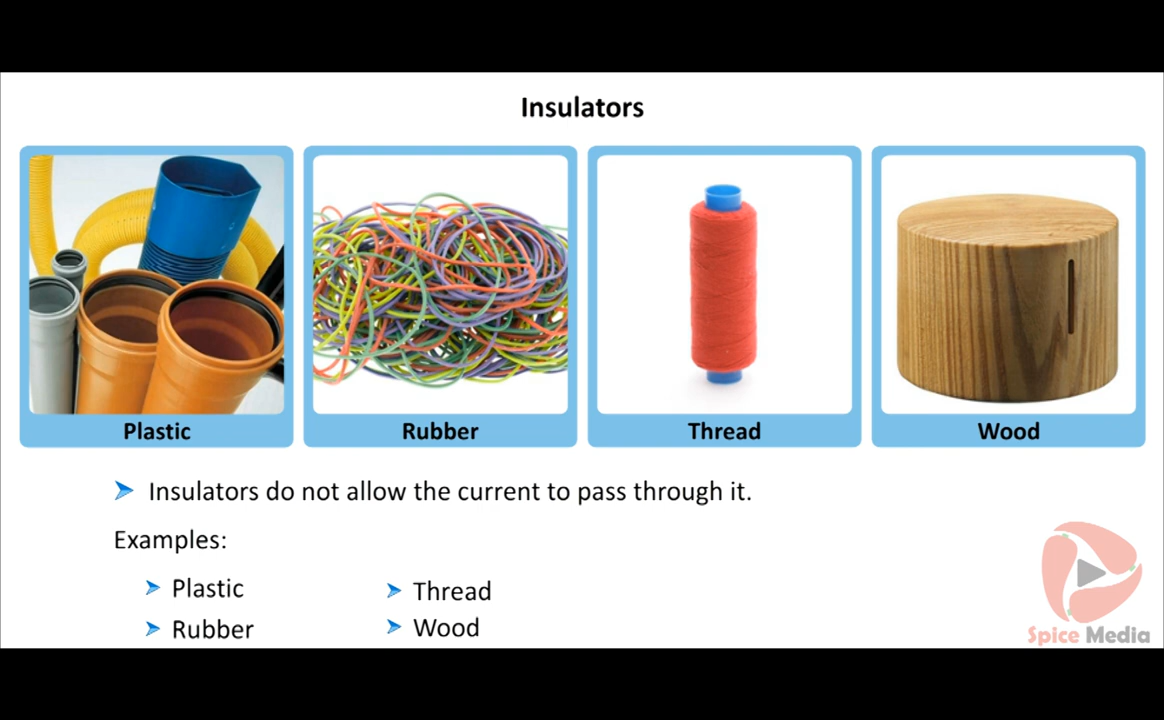 Insulators
Plastic
Rubber
Thread
Wood
Insulators do not allow the current to pass through it.
Examples:
Plastic
Thread
Rubber
Wood
Spice Media